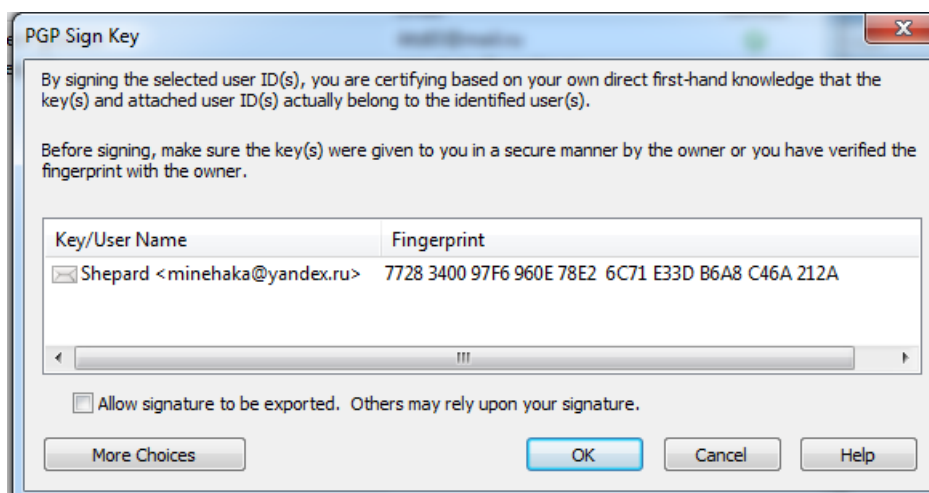 PGP Sign Key
By signing the selected user ID(s), you are certifying based on your own direct first-hand knowledge that the
key(s) and attached user ID(s) actually belong to the identified user(s).
Before signing, make sure the key(s) were given to you in a secure manner by the owner or you have verified the
fingerprint with the owner.
Key/User Name Fingerprint
Shepard <minehaka@yandex.ru> 7728 3400 97F6 960E 78E2 6C71 E33D B6A8 C46A 212A
Allow signature to be exported. Others may rely upon your signature.
More Choices OK Cancel Help